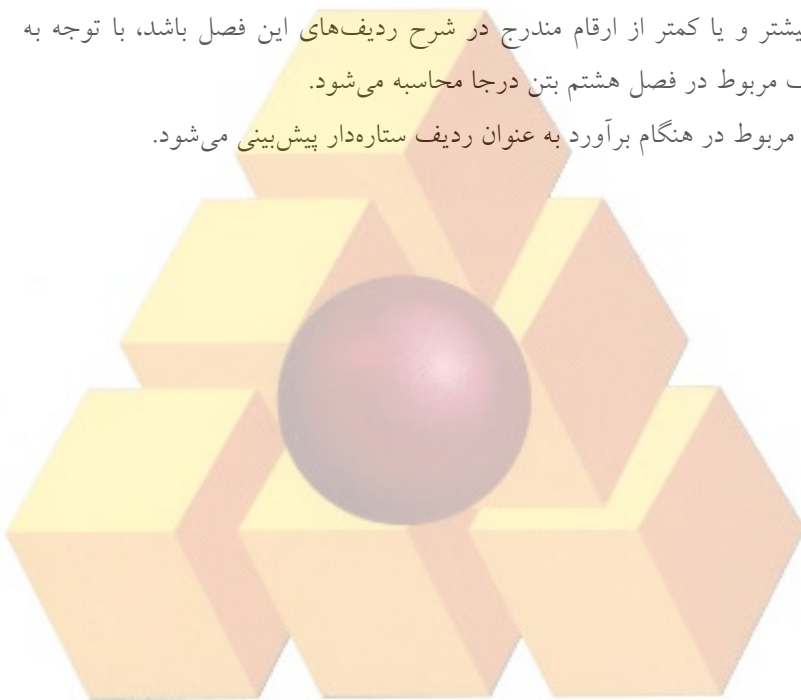 یشتر و یا کمتر از ارقام مندرج در شرح ردیف‌های این فصل باشد، با توجه به
مربوط در فصل هشتم بتن درجا محاسبه می‌شود.
مربوط در هنگام برآورد به عنوان ردیف ستاره‌دار پیش‌بینی می‌شود.